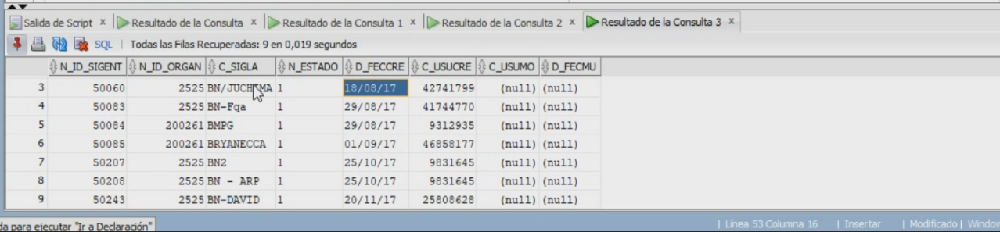 Salida de Script x Resultado de la Consulta x Resultado de la Consulta 1 x Resultado de la Consulta 2 x Resultado de la Consulta 3 x
SQL | Todas las Filas Recuperadas: 9 en 0,019 segundos
N_ID_SIGENT N_ID_ORGAN C_SIGLA N_ESTADO D_FECCRE C_USUCRE C_USUMO D_FECMU
3 50060 2525 1 18/08/17 42741799 (null) (null)
4 50083 2525 BN-Fqa 1 29/08/17 41744770 (null) (null)
5 50084 200261 BMPG 1 29/08/17 9312935 (null) (null)
6 50085 200261 BRYANECCA 1 01/09/17 46858177 (null) (null)
7 50207 2525 BN2 1 25/10/17 9831645 (null) (null)
8 50208 2525 BN - ARP 1 25/10/17 9831645 (null) (null)
9 50243 2525 BN-DAVID 1 20/11/17 25808628 (null) (null)
da para ejecutar "Ir a Declaración" | Línea 53 Columna 16 | Insertar | Modificado | Window